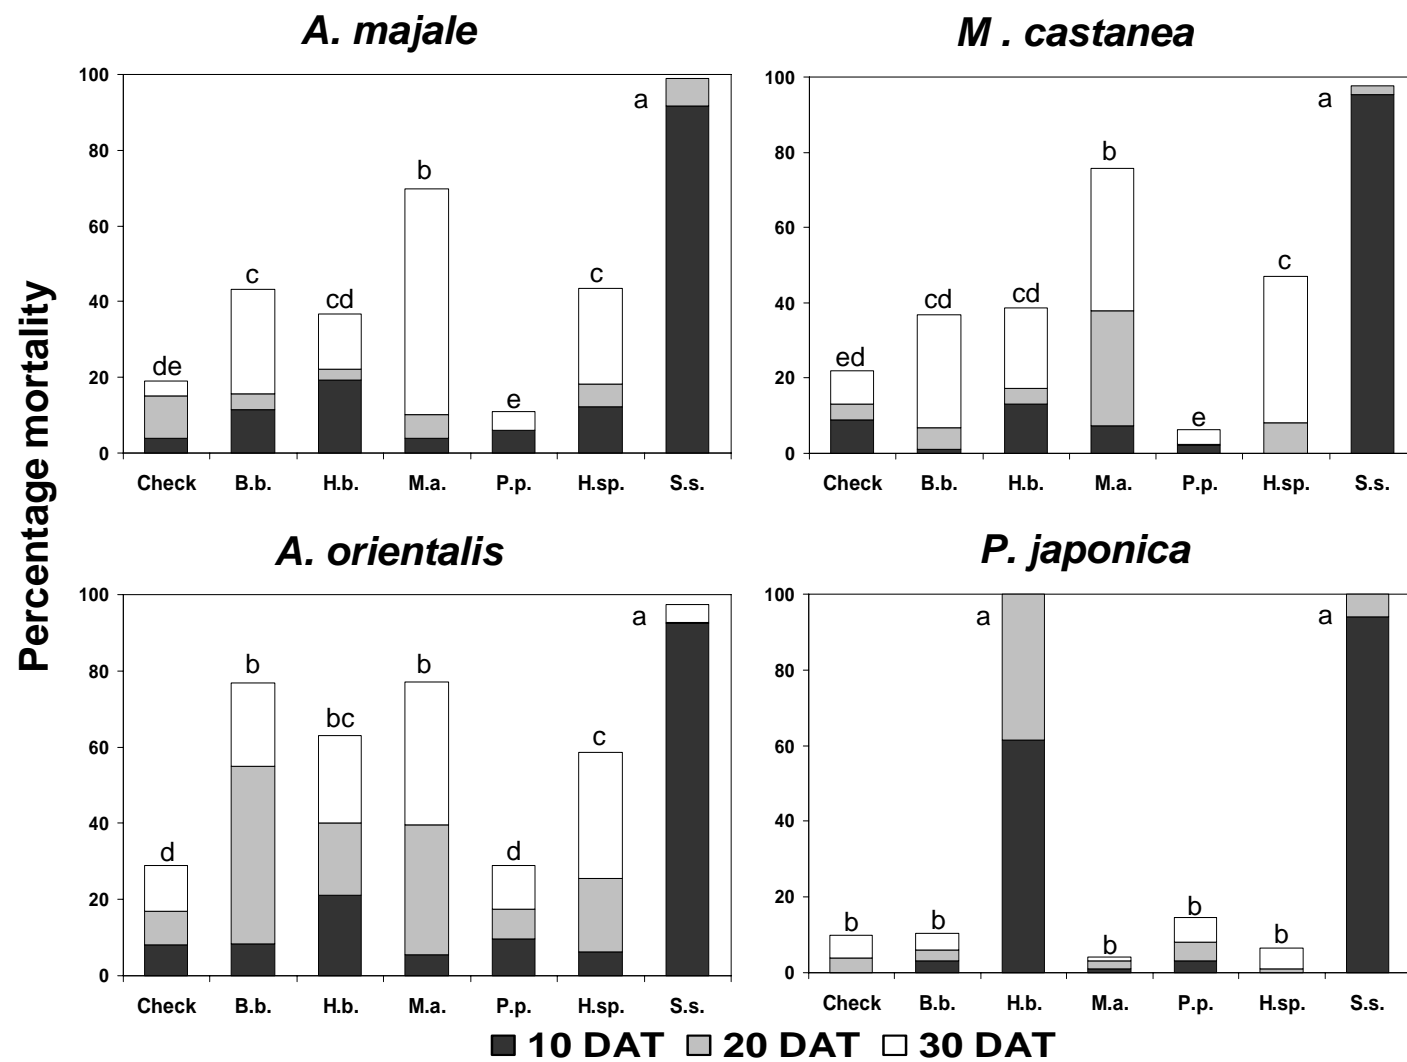 A. majale
100
80
60
40
20
0
de
c
cd
b
e
c
a
Check B.b. H.b. M.a. P.p. H.sp. S.s.
M . castanea
100
80
60
40
20
0
ed
cd
cd
b
e
c
a
Check B.b. H.b. M.a. P.p. H.sp. S.s.
Percentage mortality
A. orientalis
100
80
60
40
20
0
d
b
bc
b
d
c
a
Check B.b. H.b. M.a. P.p. H.sp. S.s.
P. japonica
100
80
60
40
20
0
b
b
a
b
b
b
a
Check B.b. H.b. M.a. P.p. H.sp. S.s.
10 DAT 20 DAT 30 DAT